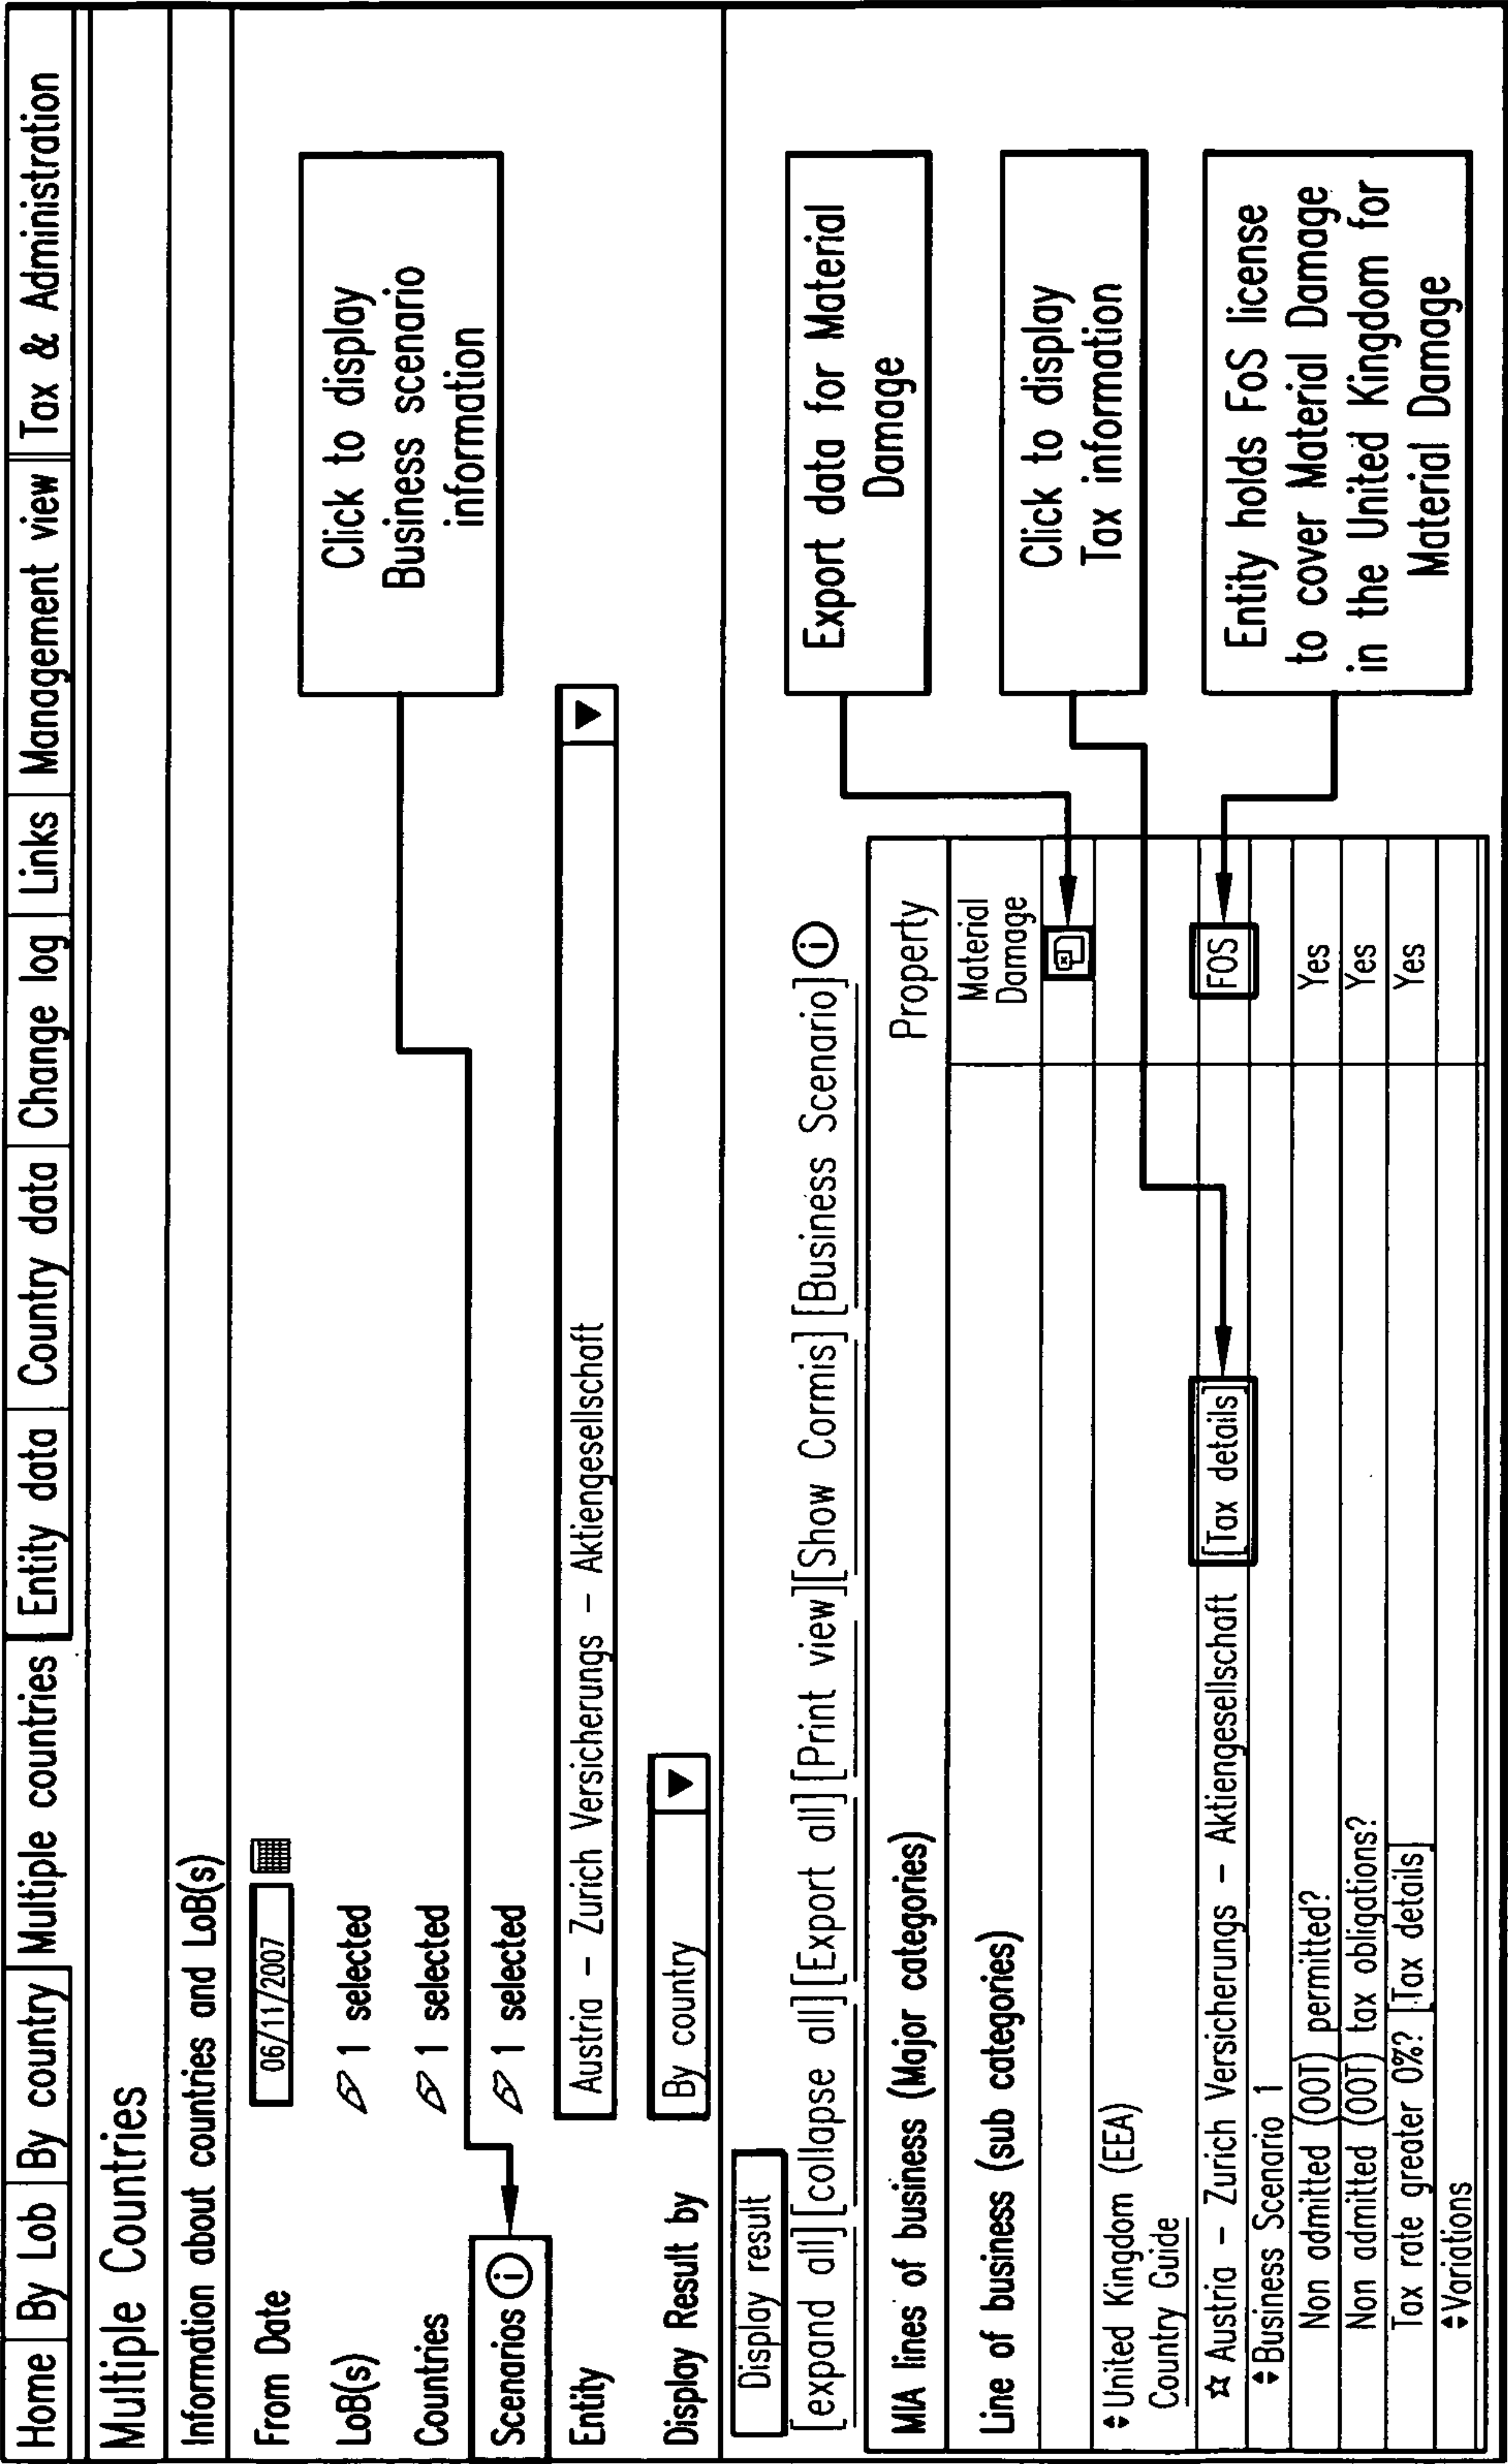 Home By Lob By country Multiple countries Entity data Country data Change log Links Management view Tax & Administration
Multiple Countries
Information about countries and LoB(s)
From Date 06/11/2007
LoB(s) 1 selected
Countries 1 selected
Scenarios i 1 selected
Entity Austria - Zurich Versicherungs - Aktiengesellschaft
Display Result by By country
Click to display
Business scenario
information
Display result
[expand all][collapse all][Export all][Print view][Show Cormis][Business Scenario] i
MIA lines of business (Major categories) Property
Line of business (sub categories) Material
Damage
United Kingdom (EEA)
Country Guide
☆ Austria - Zurich Versicherungs - Aktiengesellschaft [Tax details] FOS
Business Scenario 1
Non admitted (OOT) permitted? Yes
Non admitted (OOT) tax obligations? Yes
Tax rate greater 0%? [Tax details] Yes
Variations
Export data for Material
Damage
Click to display
Tax information
Entity holds FoS license
to cover Material Damage
in the United Kingdom for
Material Damage